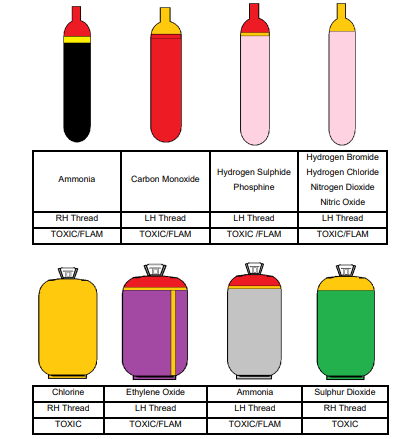 Ammonia
Carbon Monoxide
Hydrogen Sulphide
Phosphine
Hydrogen Bromide
Hydrogen Chloride
Nitrogen Dioxide
Nitric Oxide
RH Thread
LH Thread
LH Thread
LH Thread
TOXIC/FLAM
TOXIC/FLAM
TOXIC /FLAM
TOXIC/FLAM
Chlorine
Ethylene Oxide
Ammonia
Sulphur Dioxide
RH Thread
LH Thread
LH Thread
RH Thread
TOXIC
TOXIC/FLAM
TOXIC/FLAM
TOXIC